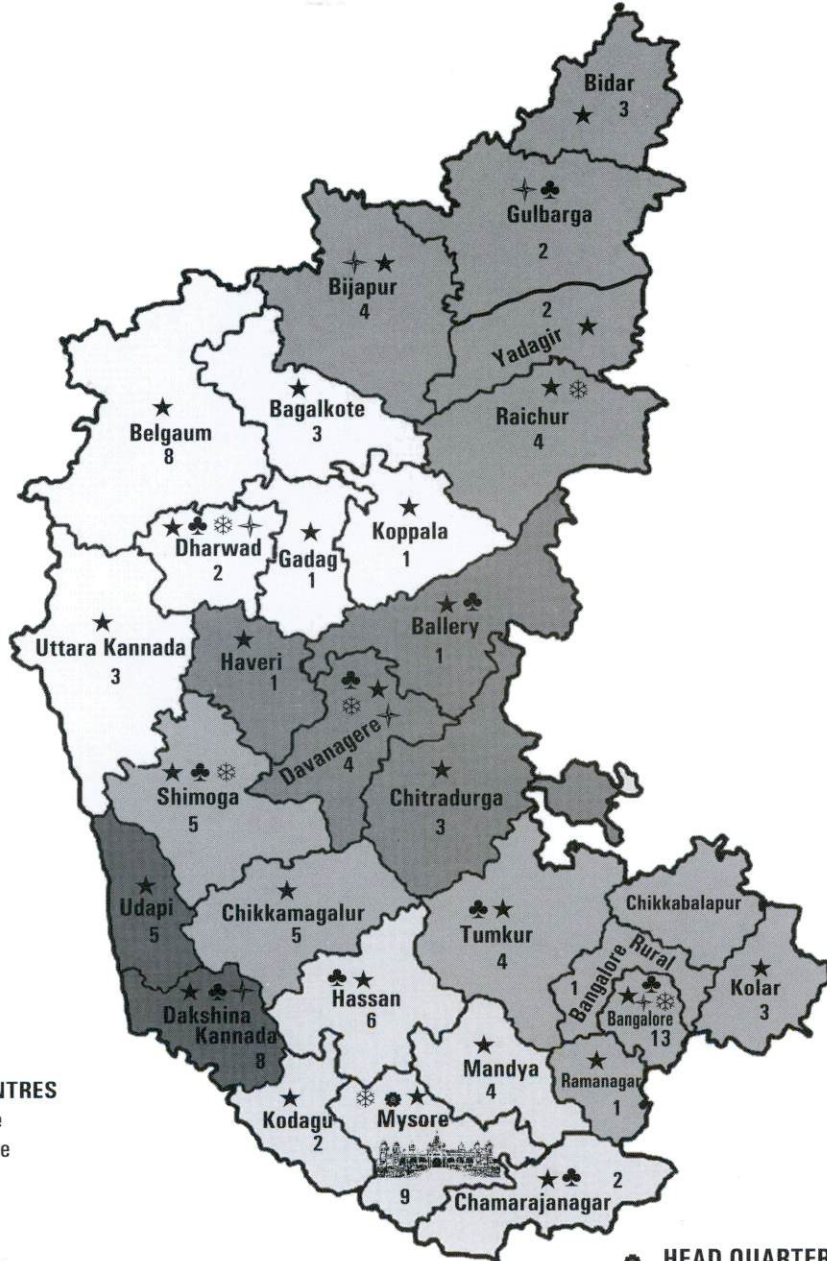 Bidar
3
Gulbarga
2
Bijapur
4
2
Yadagir
Raichur
4
Bagalkote
3
Belgaum
8
Koppala
1
Dharwad
2
Gadag
1
Ballery
1
Uttara Kannada
3
Haveri
1
Davanagere
4
Shimoga
5
Chitradurga
3
Udapi
5
Chikkamagalur
5
Tumkur
4
Chikkabalapur
Bangalore Rural
1
Kolar
3
Bangalore
13
Dakshina
Kannada
8
Hassan
6
Mandya
4
Ramanagar
1
Kodagu
2
Mysore
9
Chamarajanagar
2
NTRES
e
e
HEAD QUARTER